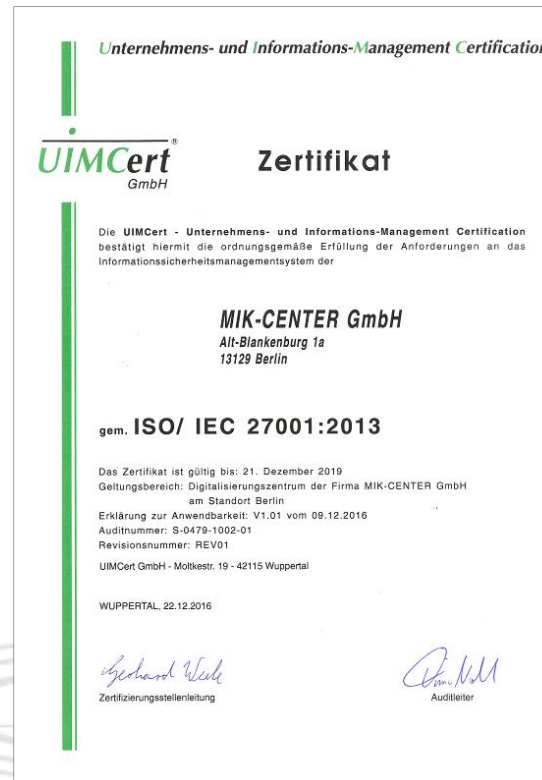 Unternehmens- und Informations-Management Certification
UIMCert®
GmbH
Zertifikat
Die UIMCert - Unternehmens- und Informations-Management Certification
bestätigt hiermit die ordnungsgemäße Erfüllung der Anforderungen an das
Informationssicherheitsmanagementsystem der
MIK-CENTER GmbH
Alt-Blankenburg 1a
13129 Berlin
gem. ISO/ IEC 27001:2013
Das Zertifikat ist gültig bis: 21. Dezember 2019
Geltungsbereich: Digitalisierungszentrum der Firma MIK-CENTER GmbH
am Standort Berlin
Erklärung zur Anwendbarkeit: V1.01 vom 09.12.2016
Auditnummer: S-0479-1002-01
Revisionsnummer: REV01
UIMCert GmbH - Moltkestr. 19 - 42115 Wuppertal
WUPPERTAL, 22.12.2016
Zertifizierungsstellenleitung
Auditleiter